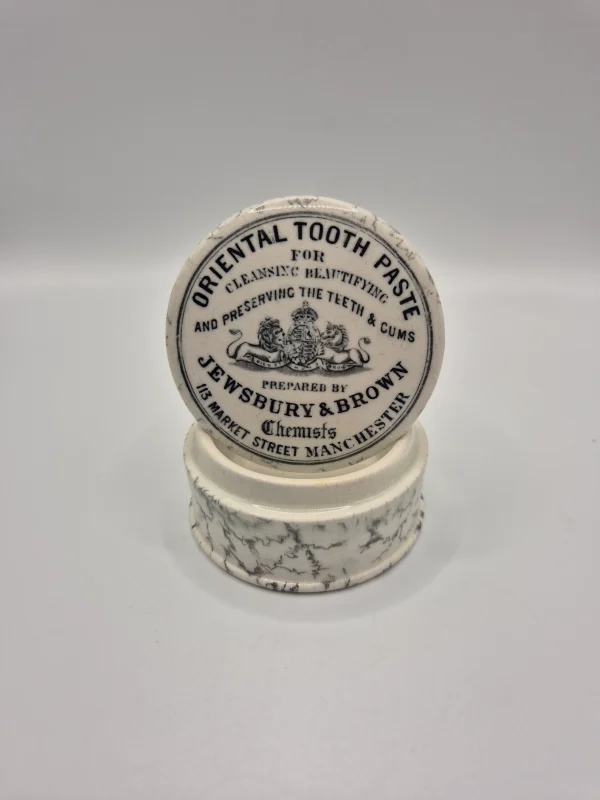 ORIENTAL TOOTH PASTE
FOR
CLEANSING BEAUTIFYING
AND PRESERVING THE TEETH & GUMS
PREPARED BY
JEWSBURY & BROWN
Chemists
113 MARKET STREET MANCHESTER